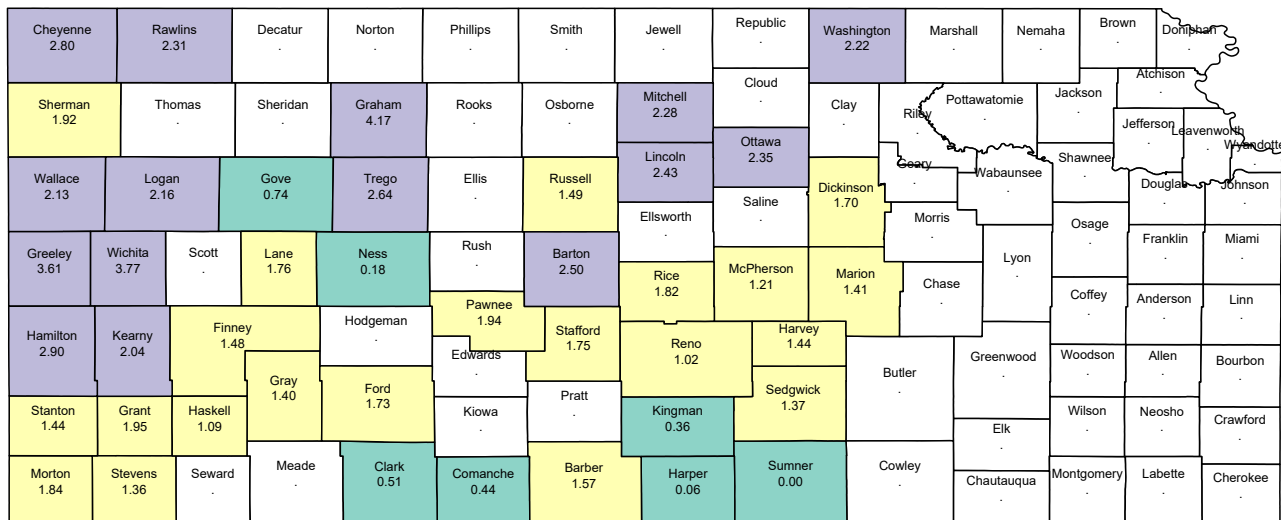 Cheyenne
2.80
Rawlins
2.31
Decatur
.
Norton
.
Phillips
.
Smith
.
Jewell
.
Republic
.
Washington
2.22
Marshall
.
Nemaha
.
Brown
.
Doniphan
.
Sherman
1.92
Thomas
.
Sheridan
.
Graham
4.17
Rooks
.
Osborne
.
Mitchell
2.28
Cloud
.
Clay
.
Riley
.
Pottawatomie
.
Jackson
.
Atchison
.
Jefferson
.
Leavenworth
.
Wyandotte
.
Wallace
2.13
Logan
2.16
Gove
0.74
Trego
2.64
Ellis
.
Russell
1.49
Lincoln
2.43
Ottawa
2.35
Saline
.
Dickinson
1.70
Geary
.
Wabaunsee
.
Shawnee
.
Douglas
.
Johnson
.
Ellsworth
.
Morris
.
Osage
.
Franklin
.
Miami
.
Greeley
3.61
Wichita
3.77
Scott
.
Lane
1.76
Ness
0.18
Rush
.
Barton
2.50
Rice
1.82
McPherson
1.21
Marion
1.41
Chase
.
Lyon
.
Coffey
.
Anderson
.
Linn
.
Hamilton
2.90
Kearny
2.04
Finney
1.48
Hodgeman
.
Pawnee
1.94
Stafford
1.75
Reno
1.02
Harvey
1.44
Butler
.
Greenwood
.
Woodson
.
Allen
.
Bourbon
.
Gray
1.40
Ford
1.73
Edwards
.
Pratt
.
Kiowa
.
Kingman
0.36
Sedgwick
1.37
Stanton
1.44
Grant
1.95
Haskell
1.09
Elk
.
Wilson
.
Neosho
.
Crawford
.
Morton
1.84
Stevens
1.36
Seward
.
Meade
.
Clark
0.51
Comanche
0.44
Barber
1.57
Harper
0.06
Sumner
0.00
Cowley
.
Chautauqua
.
Montgomery
.
Labette
.
Cherokee
.